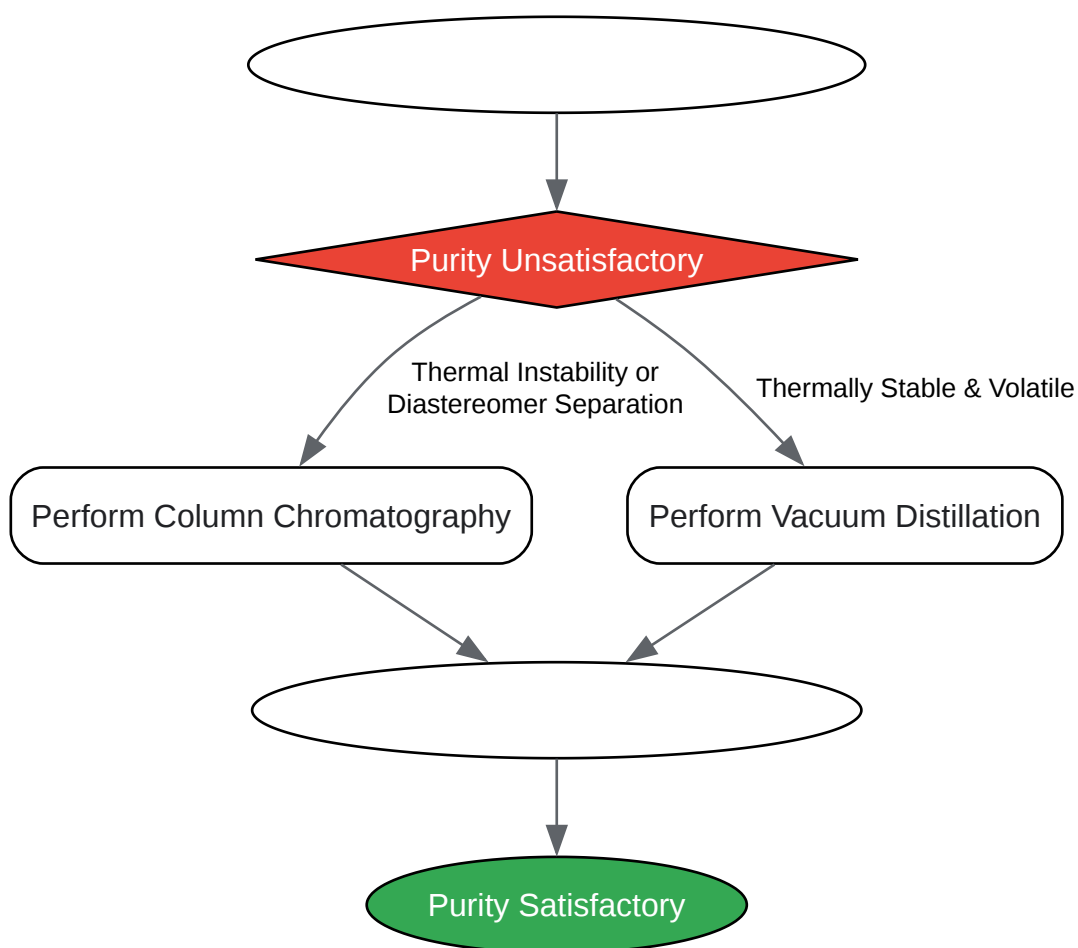 Purity Unsatisfactory
Thermal Instability or
Diastereomer Separation
Thermally Stable & Volatile
Perform Column Chromatography
Perform Vacuum Distillation
Purity Satisfactory